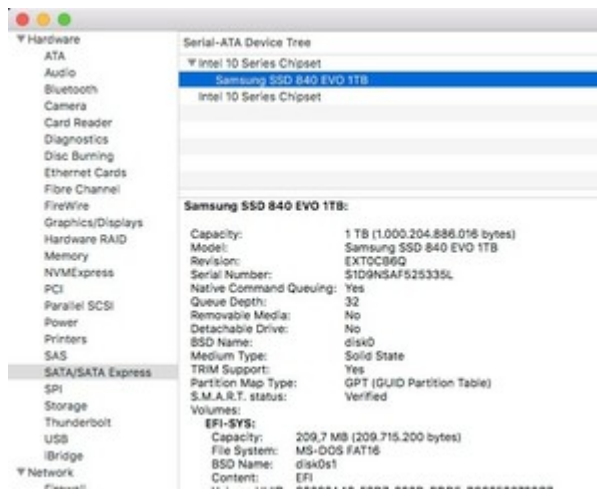 Hardware
ATA
Audio
Bluetooth
Camera
Card Reader
Diagnostics
Disc Burning
Ethernet Cards
Fibre Channel
FireWire
Graphics/Displays
Hardware RAID
Memory
NVMExpress
PCI
Parallel SCSI
Power
Printers
SAS
SATA/SATA Express
SPI
Storage
Thunderbolt
USB
iBridge
Network
Serial-ATA Device Tree
Intel 10 Series Chipset
Samsung SSD 840 EVO 1TB
Intel 10 Series Chipset
Samsung SSD 840 EVO 1TB:
Capacity: 1 TB (1.000.204.886.016 bytes)
Model: Samsung SSD 840 EVO 1TB
Revision: EXT0CB6Q
Serial Number: S1D9NSAF525335L
Native Command Queuing: Yes
Queue Depth: 32
Removable Media: No
Detachable Drive: No
BSD Name: disk0
Medium Type: Solid State
TRIM Support: Yes
Partition Map Type: GPT (GUID Partition Table)
S.M.A.R.T. status: Verified
Volumes:
EFI-SYS:
Capacity: 209,7 MB (209.715.200 bytes)
File System: MS-DOS FAT16
BSD Name: disk0s1
Content: EFI